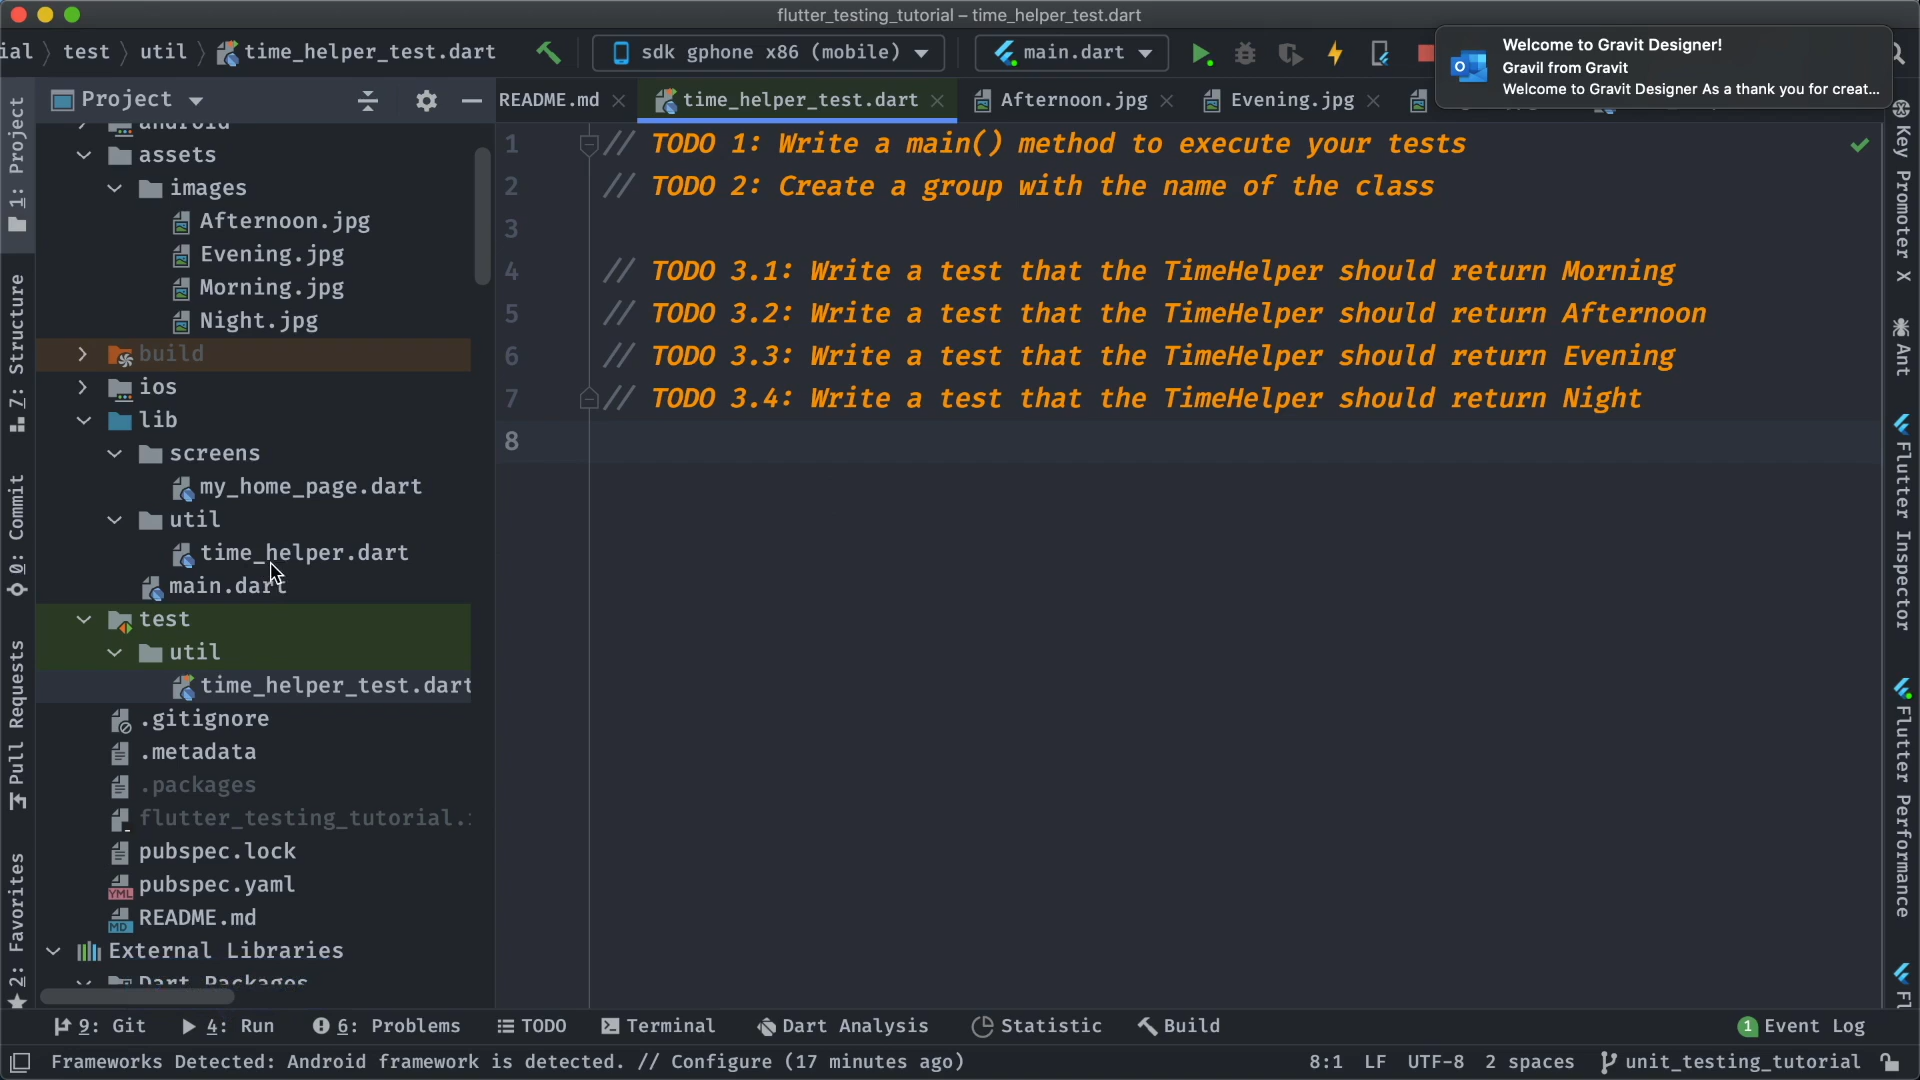 flutter_testing_tutorial – time_helper_test.dart
ial 〉 test 〉 util 〉 time_helper_test.dart
sdk gphone x86 (mobile)
main.dart
Welcome to Gravit Designer!
Gravil from Gravit
Welcome to Gravit Designer As a thank you for creat...
Project
README.md
time_helper_test.dart
Afternoon.jpg
Evening.jpg
1: Project
7: Structure
0: Commit
Pull Requests
2: Favorites
android
assets
images
Afternoon.jpg
Evening.jpg
Morning.jpg
Night.jpg
build
ios
lib
screens
my_home_page.dart
util
time_helper.dart
main.dart
test
util
time_helper_test.dart
.gitignore
.metadata
.packages
flutter_testing_tutorial.
pubspec.lock
pubspec.yaml
README.md
External Libraries
Dart Packages
1 // TODO 1: Write a main() method to execute your tests
2 // TODO 2: Create a group with the name of the class
3
4 // TODO 3.1: Write a test that the TimeHelper should return Morning
5 // TODO 3.2: Write a test that the TimeHelper should return Afternoon
6 // TODO 3.3: Write a test that the TimeHelper should return Evening
7 // TODO 3.4: Write a test that the TimeHelper should return Night
8
Key Promoter X
Ant
Flutter Inspector
Flutter Performance
Fl
9: Git
4: Run
6: Problems
TODO
Terminal
Dart Analysis
Statistic
Build
1 Event Log
Frameworks Detected: Android framework is detected. // Configure (17 minutes ago)
8:1 LF UTF-8 2 spaces unit_testing_tutorial